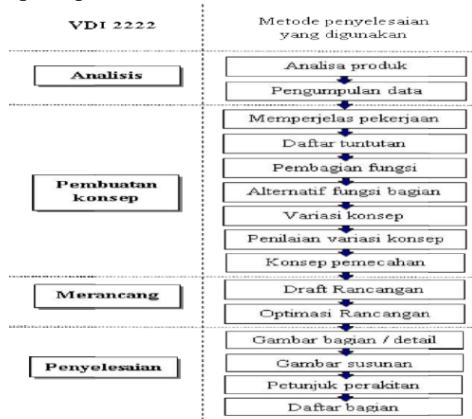 VDI 2222
Metode penyelesaian
yang digunakan
Analisis
Analisa produk
Pengumpulan data
Pembuatan
konsep
Memperjelas pekerjaan
Daftar tuntutan
Pembagian fungsi
Alternatif fungsi bagian
Variasi konsep
Penilaian variasi konsep
Konsep pemecahan
Merancang
Draft Rancangan
Optimasi Rancangan
Penyelesaian
Gambar bagian / detail
Gambar susunan
Petunjuk perakitan
Daftar bagian